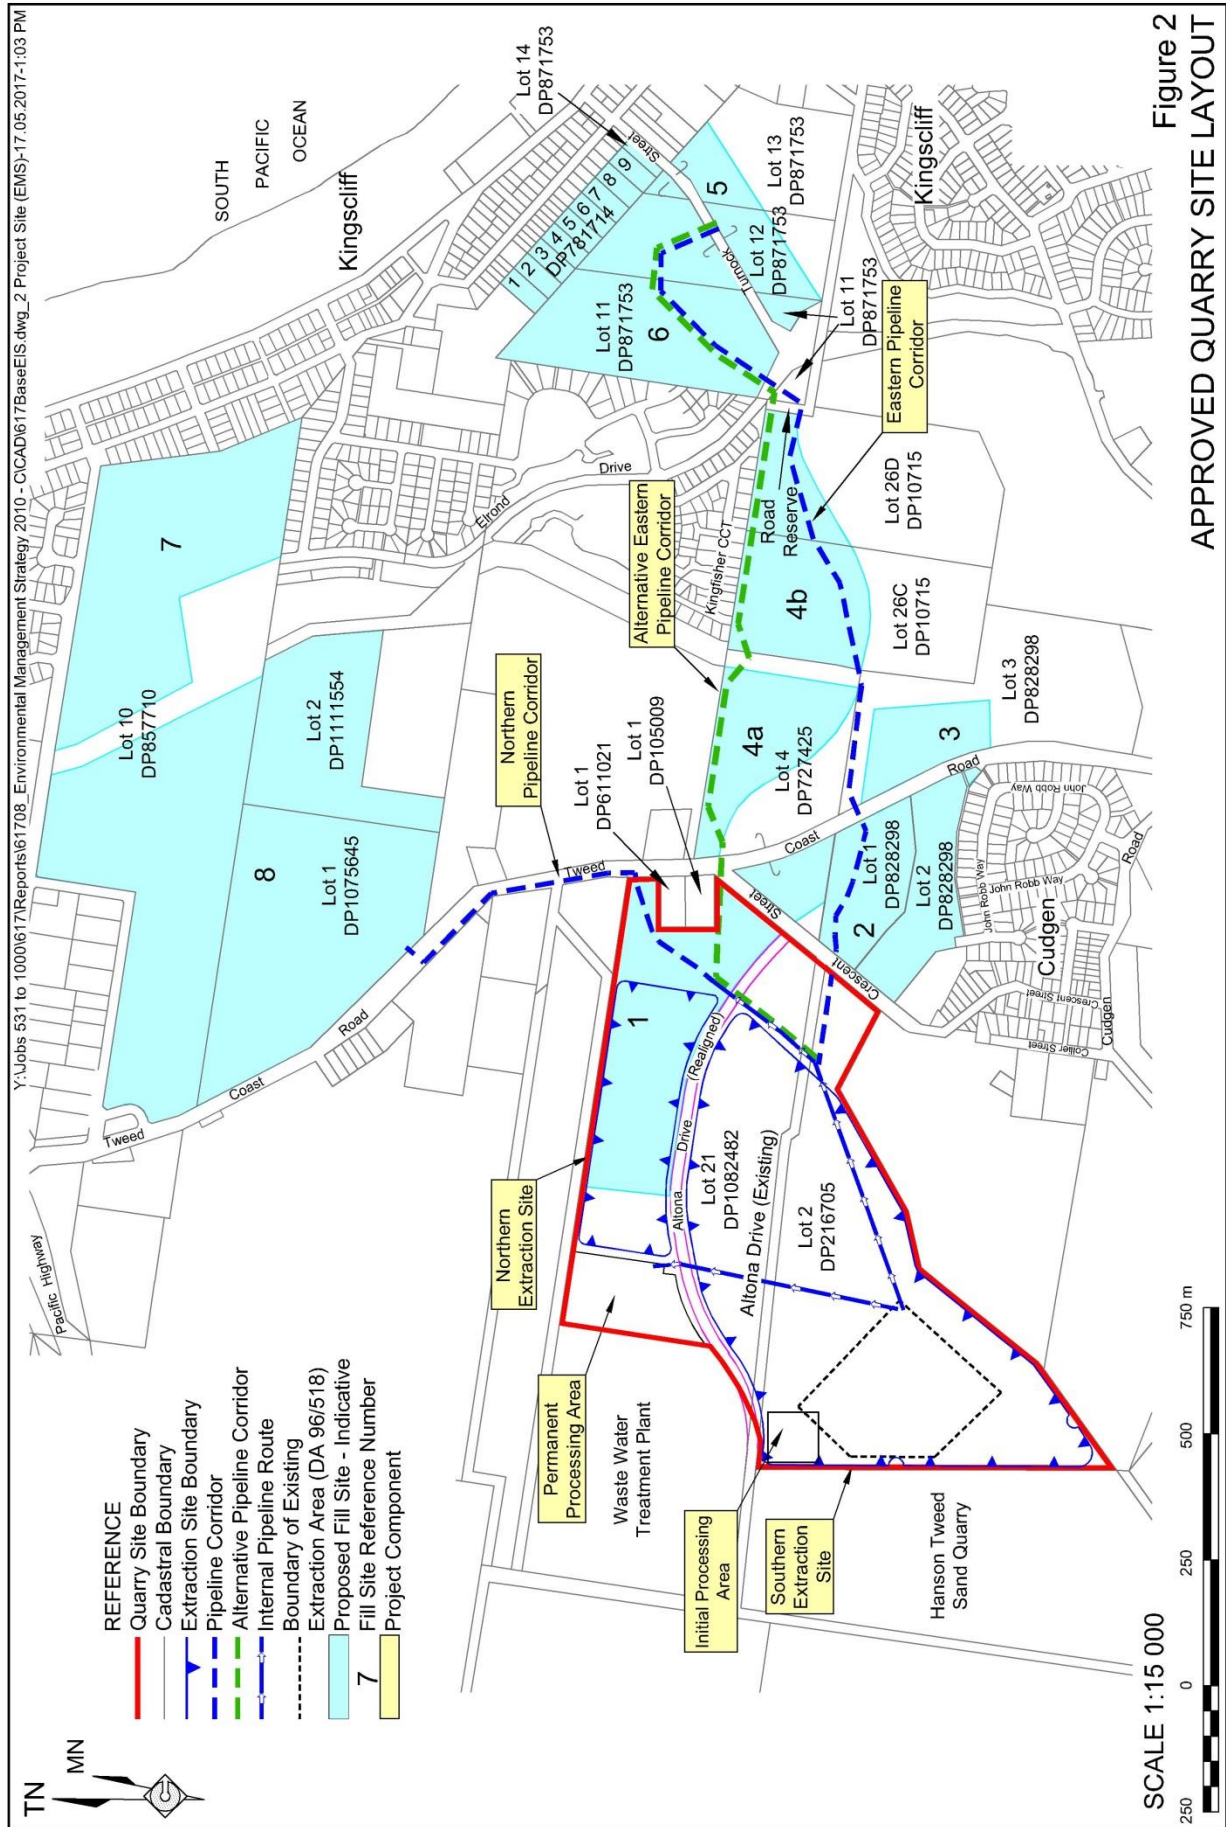 Y:\Jobs 531 to 1000\617\Reports\61708_Environmental Management Strategy 2010 - C\CAD\617BaseEIS.dwg_2 Project Site (EMS)-17.05.2017-1:03 PM
TN
MN
REFERENCE
Quarry Site Boundary
Cadastral Boundary
Extraction Site Boundary
Pipeline Corridor
Alternative Pipeline Corridor
Internal Pipeline Route
Boundary of Existing
Extraction Area (DA 96/518)
Proposed Fill Site - Indicative
7
Fill Site Reference Number
Project Component
Pacific Highway
Tweed
Coast
Road
Lot 10
DP857710
7
8
Lot 2
DP1111554
Lot 1
DP1075645
SOUTH
PACIFIC
OCEAN
Kingscliff
Elrond
Drive
Northern
Pipeline Corridor
Tweed
Lot 1
DP611021
Lot 1
DP105009
Alternative Eastern
Pipeline Corridor
Kingfisher CCT
1
2
3
4
5
6
7
8
9
DP781714
Lot 14
DP871753
Street
Turnock
Lot 11
DP871753
6
5
Lot 12
DP871753
Lot 13
DP871753
Lot 11
DP871753
Eastern Pipeline
Corridor
Kingscliff
Road
Reserve
4b
4a
Lot 4
DP727425
Lot 26D
DP10715
Lot 26C
DP10715
Lot 3
DP828298
3
Coast
Road
Lot 1
DP828298
Lot 2
DP828298
2
Street
Crescent
John Robb Way
John Robb Way
John Robb Way
Cudgen
Crescent Street
Collier Street
Cudgen
Road
Northern
Extraction Site
1
Altona
Drive
(Realigned)
Lot 21
DP1082482
Altona Drive (Existing)
Lot 2
DP216705
Permanent
Processing Area
Waste Water
Treatment Plant
Initial Processing
Area
Southern
Extraction
Site
Hanson Tweed
Sand Quarry
SCALE 1:15 000
250
0
250
500
750 m
Figure 2
APPROVED QUARRY SITE LAYOUT